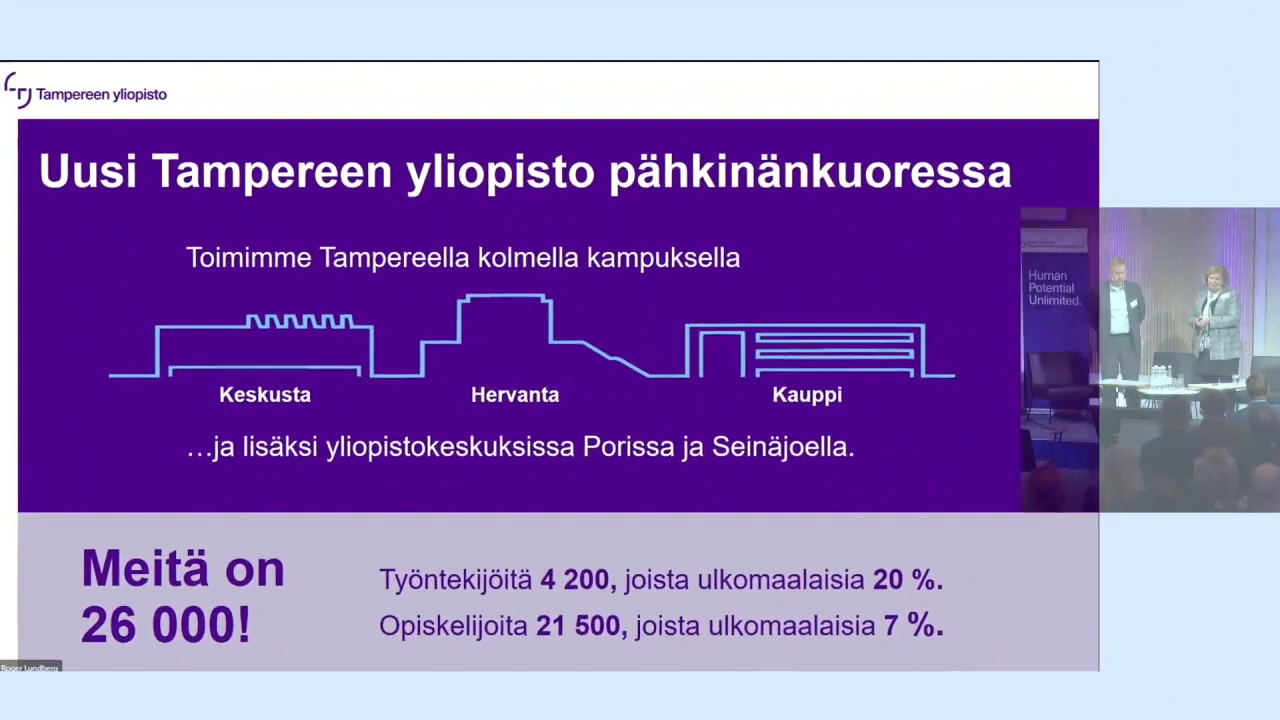 Tampereen yliopisto
Uusi Tampereen yliopisto pähkinänkuoressa
Toimimme Tampereella kolmella kampuksella
Keskusta
Hervanta
Kauppi
…ja lisäksi yliopistokeskuksissa Porissa ja Seinäjoella.
Human
Potential
Unlimited.
Meitä on
26 000!
Työntekijöitä 4 200, joista ulkomaalaisia 20 %.
Opiskelijoita 21 500, joista ulkomaalaisia 7 %.
Roger Lundberg